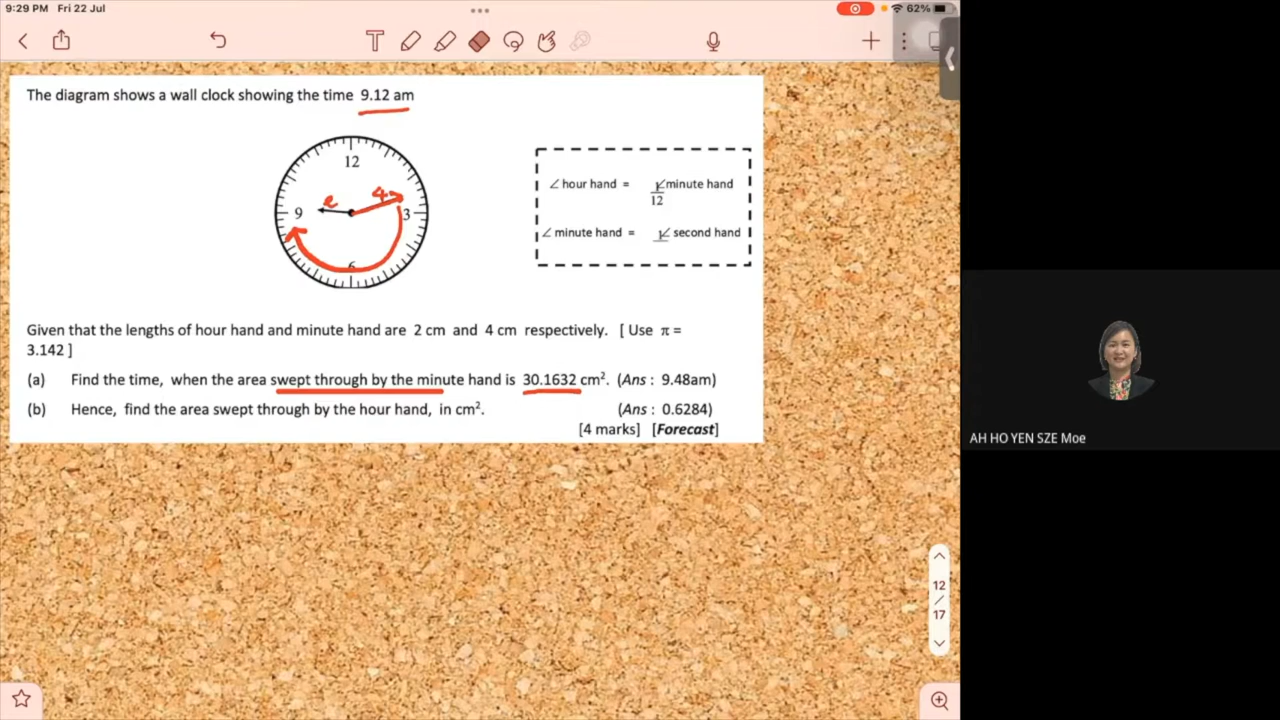 9:29 PM Fri 22 Jul
62%
The diagram shows a wall clock showing the time 9.12 am
12
4
2
9
3
6
∠ hour hand = 1/12 ∠ minute hand
∠ minute hand = ∠ second hand
Given that the lengths of hour hand and minute hand are 2 cm and 4 cm respectively. [ Use π =
3.142 ]
(a) Find the time, when the area swept through by the minute hand is 30.1632 cm². (Ans : 9.48am)
(b) Hence, find the area swept through by the hour hand, in cm². (Ans : 0.6284)
[4 marks] [Forecast]
AH HO YEN SZE Moe
12
/
17